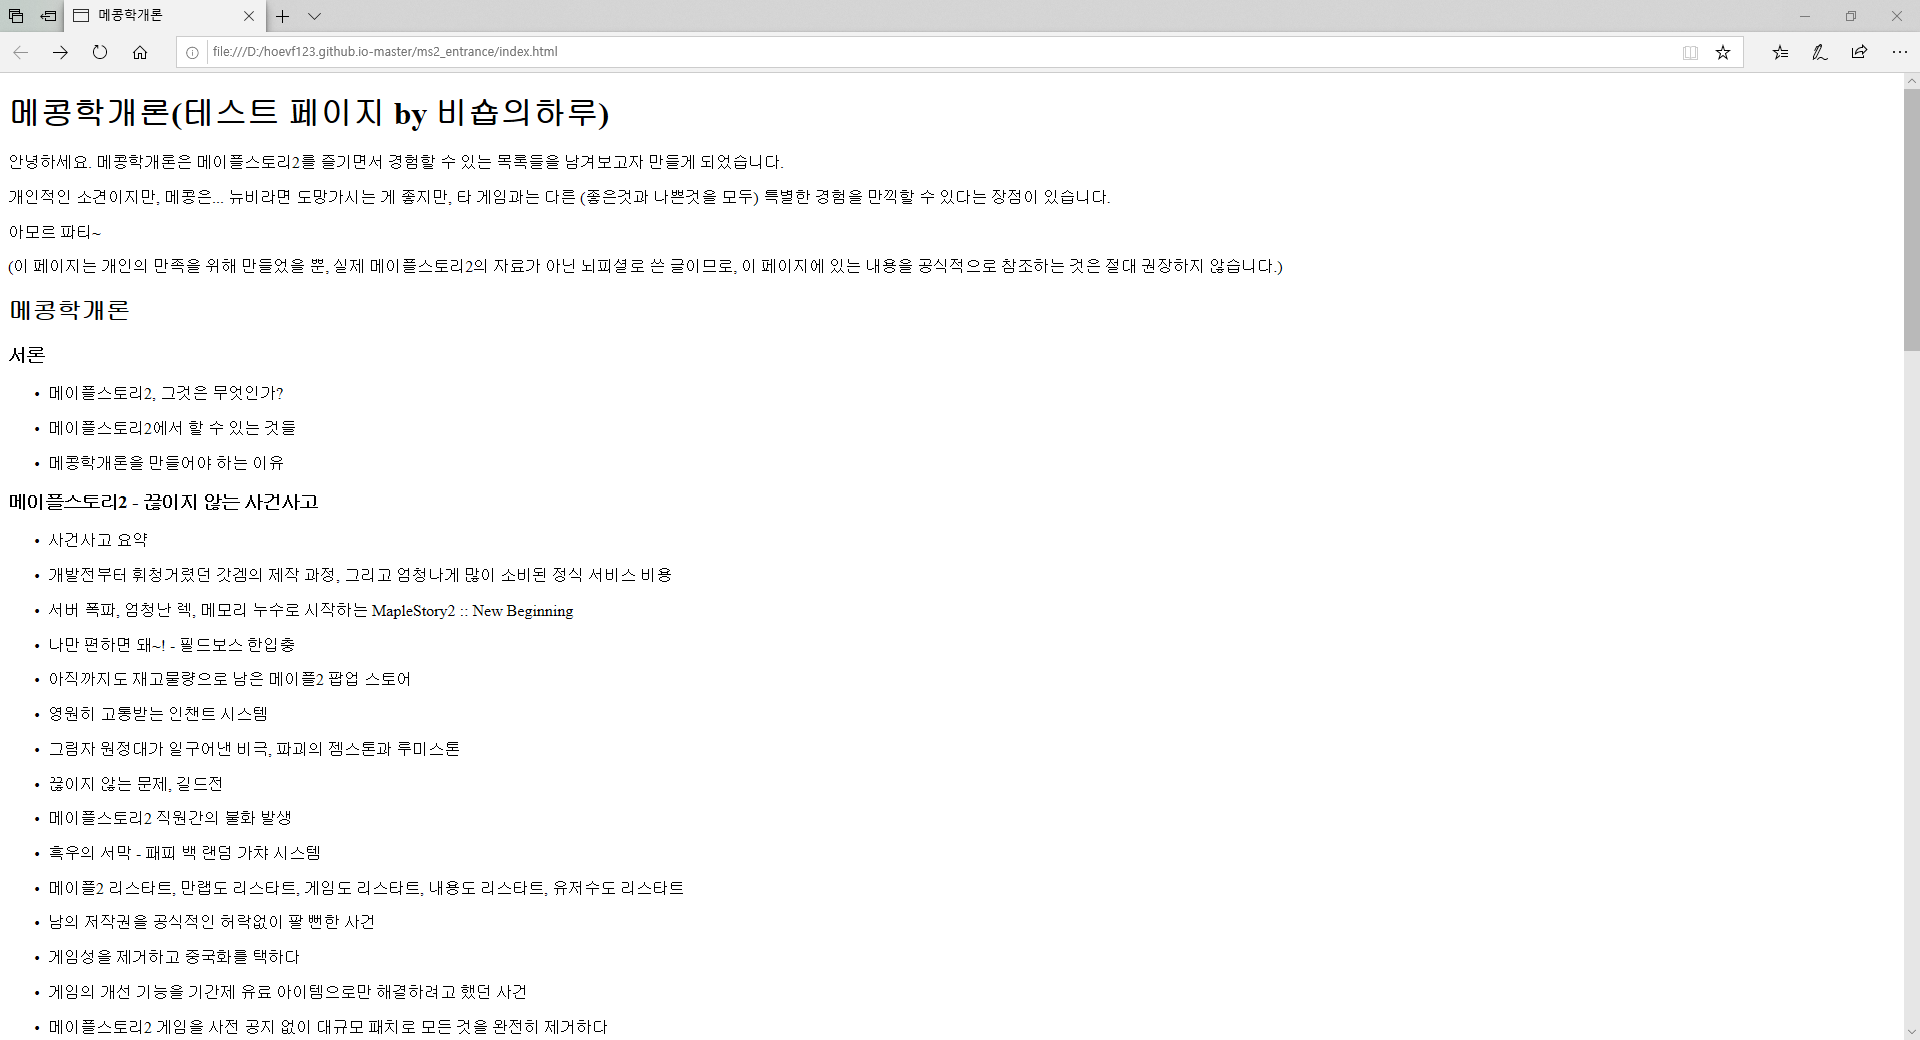 메콩학개론
file:///D:/hoevf123.github.io-master/ms2_entrance/index.html
메콩학개론(테스트 페이지 by 비숍의하루)
안녕하세요. 메콩학개론은 메이플스토리2를 즐기면서 경험할 수 있는 목록들을 남겨보고자 만들게 되었습니다.
개인적인 소견이지만, 메콩은... 뉴비라면 도망가시는 게 좋지만, 타 게임과는 다른 (좋은것과 나쁜것을 모두) 특별한 경험을 만끽할 수 있다는 장점이 있습니다.
아모르 파티~
(이 페이지는 개인의 만족을 위해 만들었을 뿐, 실제 메이플스토리2의 자료가 아닌 뇌피셜로 쓴 글이므로, 이 페이지에 있는 내용을 공식적으로 참조하는 것은 절대 권장하지 않습니다.)
메콩학개론
서론
• 메이플스토리2, 그것은 무엇인가?
• 메이플스토리2에서 할 수 있는 것들
• 메콩학개론을 만들어야 하는 이유
메이플스토리2 - 끊이지 않는 사건사고
• 사건사고 요약
• 개발전부터 휘청거렸던 갓겜의 제작 과정, 그리고 엄청나게 많이 소비된 정식 서비스 비용
• 서버 폭파, 엄청난 렉, 메모리 누수로 시작하는 MapleStory2 :: New Beginning
• 나만 편하면 돼~! - 필드보스 한입충
• 아직까지도 재고물량으로 남은 메이플2 팝업 스토어
• 영원히 고통받는 인챈트 시스템
• 그림자 원정대가 일구어낸 비극, 파괴의 젬스톤과 루미스톤
• 끊이지 않는 문제, 길드전
• 메이플스토리2 직원간의 불화 발생
• 흑우의 서막 - 패피 백 랜덤 가챠 시스템
• 메이플2 리스타트, 만랩도 리스타트, 게임도 리스타트, 내용도 리스타트, 유저수도 리스타트
• 남의 저작권을 공식적인 허락없이 팔 뻔한 사건
• 게임성을 제거하고 중국화를 택하다
• 게임의 개선 기능을 기간제 유료 아이템으로만 해결하려고 했던 사건
• 메이플스토리2 게임을 사전 공지 없이 대규모 패치로 모든 것을 완전히 제거하다